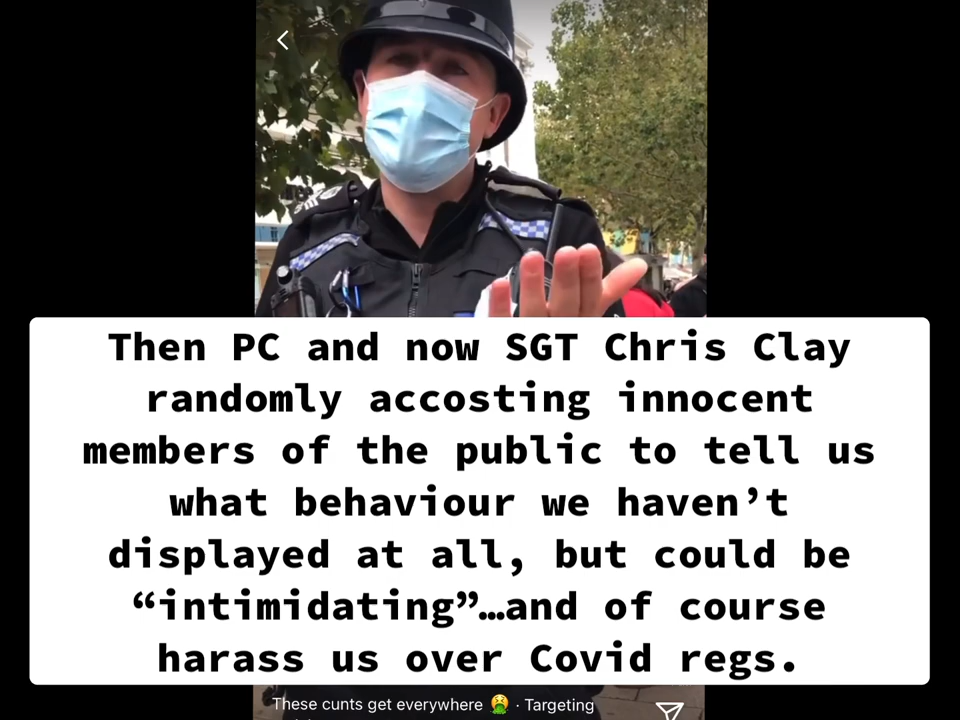 Then PC and now SGT Chris Clay
randomly accosting innocent
members of the public to tell us
what behaviour we haven’t
displayed at all, but could be
“intimidating”…and of course
harass us over Covid regs.
These cunts get everywhere 🤮 · Targeting